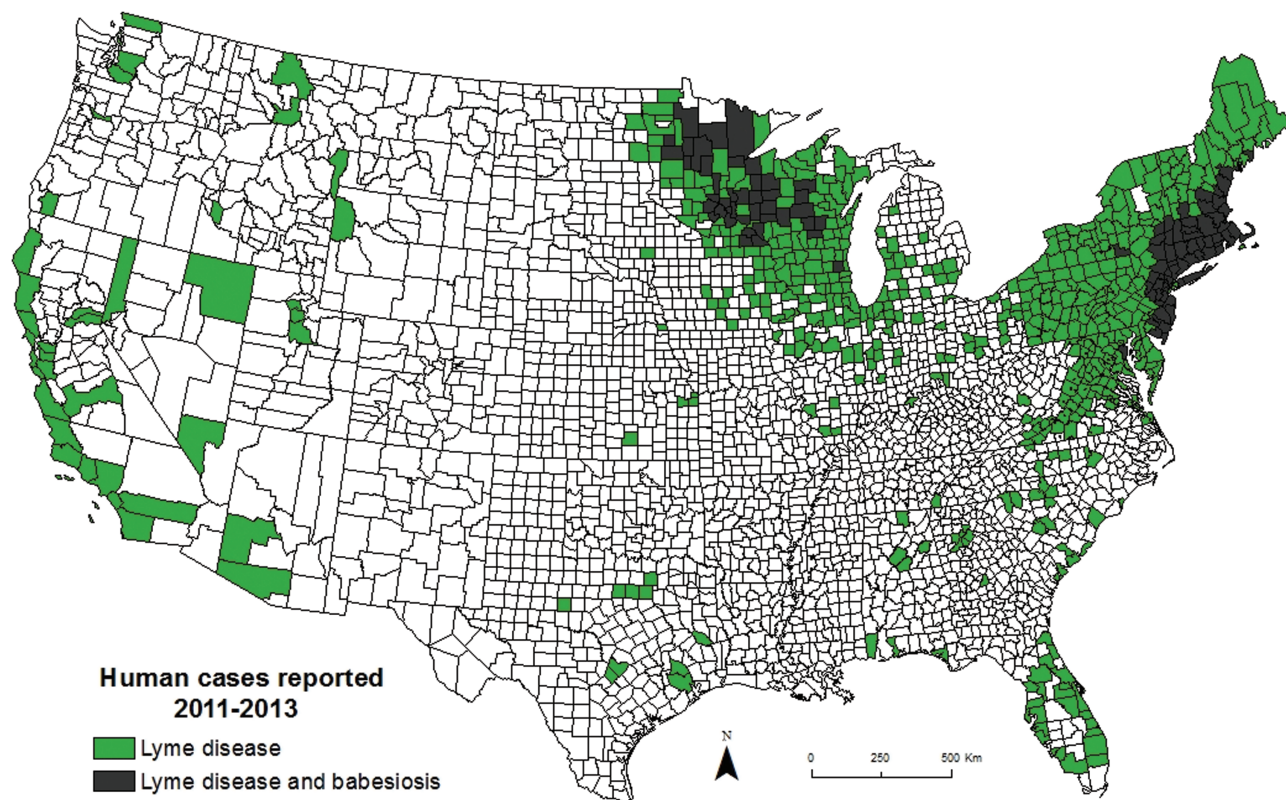 Human cases reported
2011-2013
Lyme disease
Lyme disease and babesiosis
N
0 250 500 Km